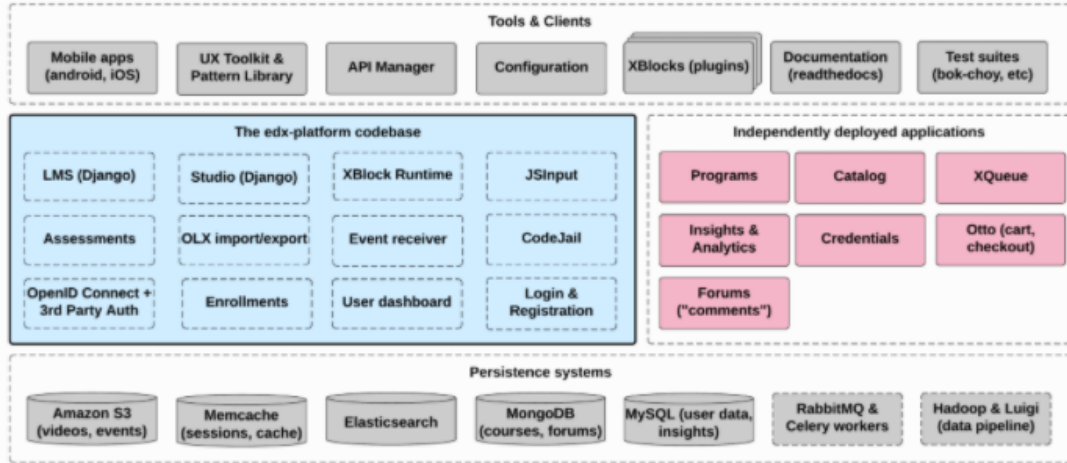 Tools & Clients
Mobile apps
(android, iOS)
UX Toolkit &
Pattern Library
API Manager
Configuration
XBlocks (plugins)
Documentation
(readthedocs)
Test suites
(bok-choy, etc)
The edx-platform codebase
LMS (Django)
Studio (Django)
XBlock Runtime
JSInput
Assessments
OLX import/export
Event receiver
CodeJail
OpenID Connect +
3rd Party Auth
Enrollments
User dashboard
Login &
Registration
Independently deployed applications
Programs
Catalog
XQueue
Insights &
Analytics
Credentials
Otto (cart,
checkout)
Forums
("comments")
Persistence systems
Amazon S3
(videos, events)
Memcache
(sessions, cache)
Elasticsearch
MongoDB
(courses, forums)
MySQL (user data,
insights)
RabbitMQ &
Celery workers
Hadoop & Luigi
(data pipeline)